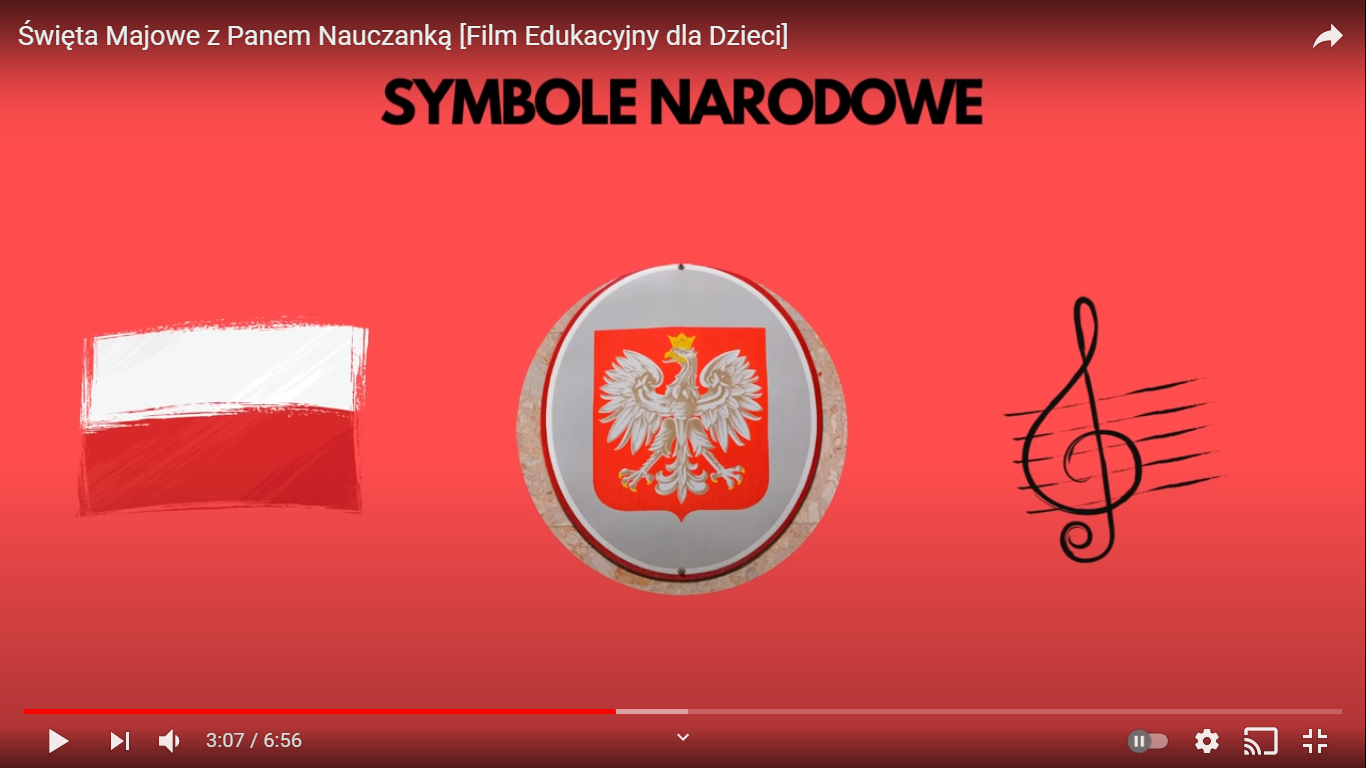 Święta Majowe z Panem Nauczanką [Film Edukacyjny dla Dzieci]
SYMBOLE NARODOWE
3:07 / 6:56